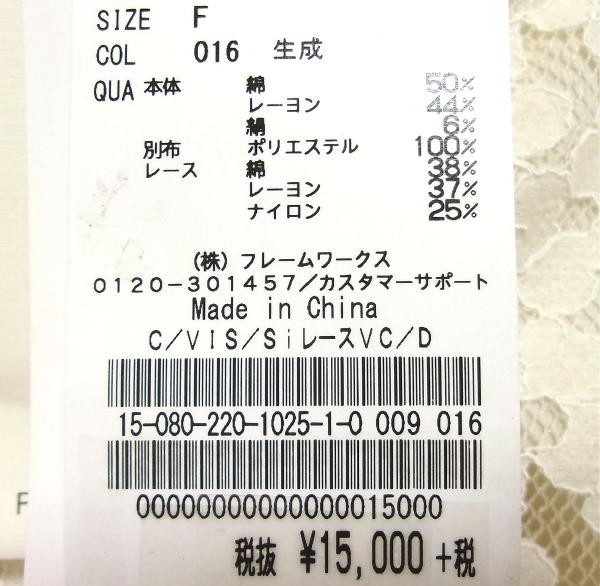 SIZE F
COL 016 生成
QUA 本体 綿 50%
レーヨン 44%
絹 6%
別布 ポリエステル 100%
レース 綿 38%
レーヨン 37%
ナイロン 25%
(株) フレームワークス
0120-301457/カスタマーサポート
Made in China
C/VIS/SiレースVC/D
15-080-220-1025-1-0 009 016
00000000000000015000
税抜 ¥15,000 +税
F